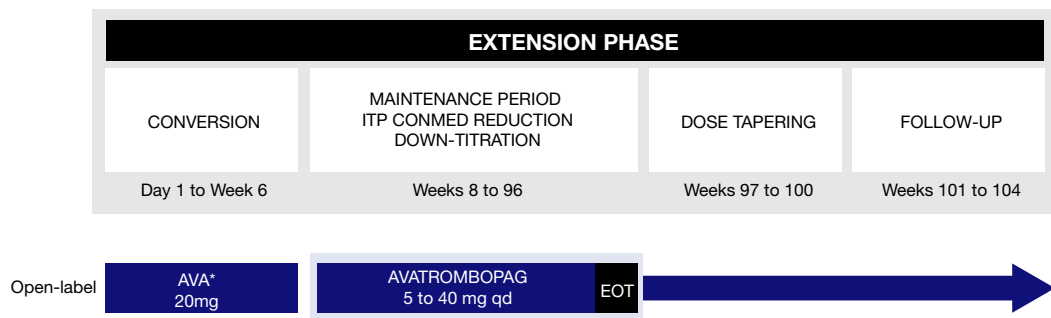 EXTENSION PHASE
CONVERSION
MAINTENANCE PERIOD
ITP CONMED REDUCTION
DOWN-TITRATION
DOSE TAPERING
FOLLOW-UP
Day 1 to Week 6
Weeks 8 to 96
Weeks 97 to 100
Weeks 101 to 104
Open-label
AVA*
20mg
AVATROMBOPAG
5 to 40 mg qd
EOT